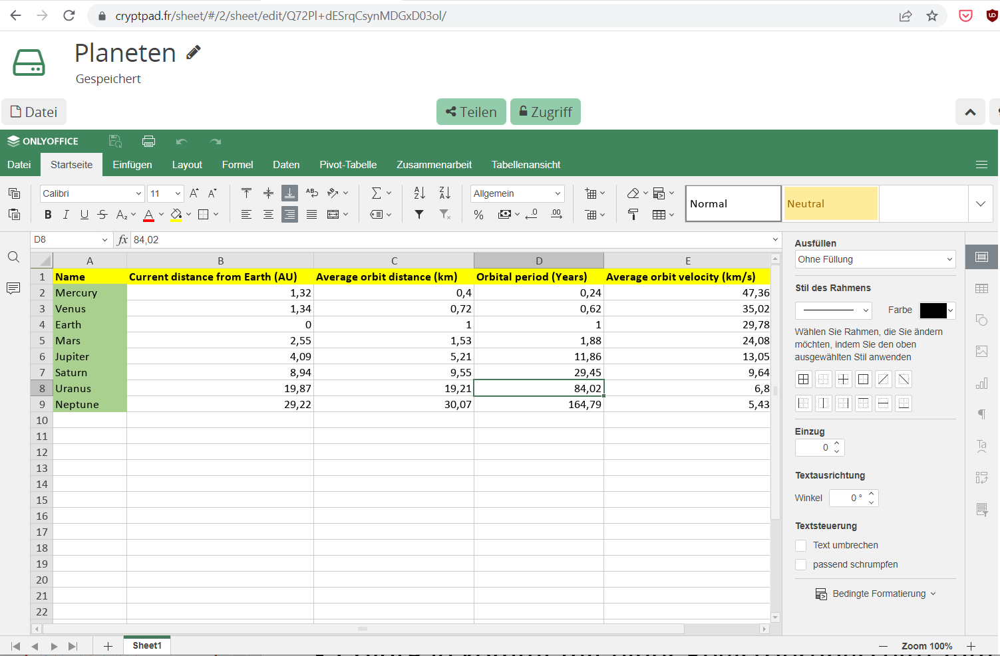 cryptpad.fr/sheet/#/2/sheet/edit/Q72Pl+dESrqCsynMDGxD03ol/
Planeten
Gespeichert
Datei Teilen Zugriff
ONLYOFFICE
Datei Startseite Einfügen Layout Formel Daten Pivot-Tabelle Zusammenarbeit Tabellenansicht
Calibri 11 Allgemein
Normal Neutral
D8 fx 84,02
A B C D E
1 Name Current distance from Earth (AU) Average orbit distance (km) Orbital period (Years) Average orbit velocity (km/s)
2 Mercury 1,32 0,4 0,24 47,36
3 Venus 1,34 0,72 0,62 35,02
4 Earth 0 1 1 29,78
5 Mars 2,55 1,53 1,88 24,08
6 Jupiter 4,09 5,21 11,86 13,05
7 Saturn 8,94 9,55 29,45 9,64
8 Uranus 19,87 19,21 84,02 6,8
9 Neptune 29,22 30,07 164,79 5,43
10
11
12
13
14
15
16
17
18
19
20
21
22
Ausfüllen
Ohne Füllung
Stil des Rahmens
Farbe
Wählen Sie Rahmen, die Sie ändern
möchten, indem Sie den oben
ausgewählten Stil anwenden
Einzug
0
Textausrichtung
Winkel 0 °
Textsteuerung
Text umbrechen
passend schrumpfen
Bedingte Formatierung
Sheet1
Zoom 100%